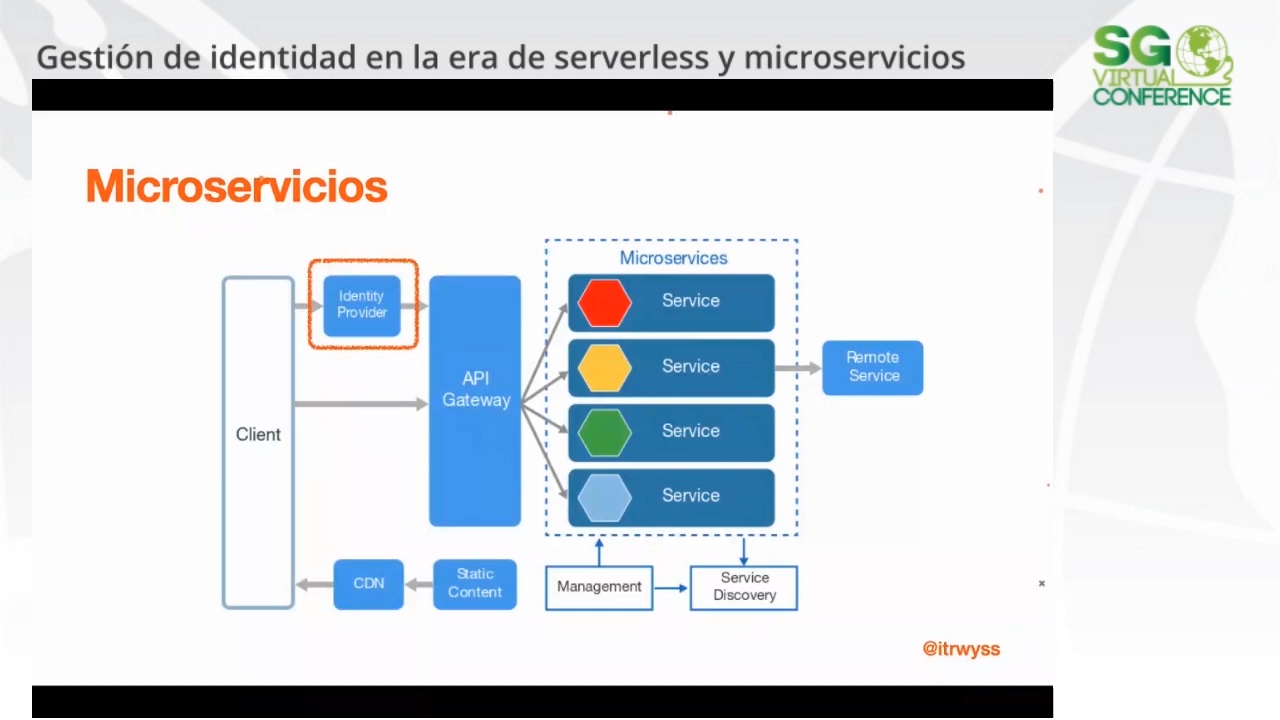 Gestión de identidad en la era de serverless y microservicios
SG
VIRTUAL
CONFERENCE
Microservicios
Microservices
Identity
Provider
Service
API
Gateway
Service
Remote
Service
Client
Service
Service
CDN
Static
Content
Management
Service
Discovery
@itrwyss